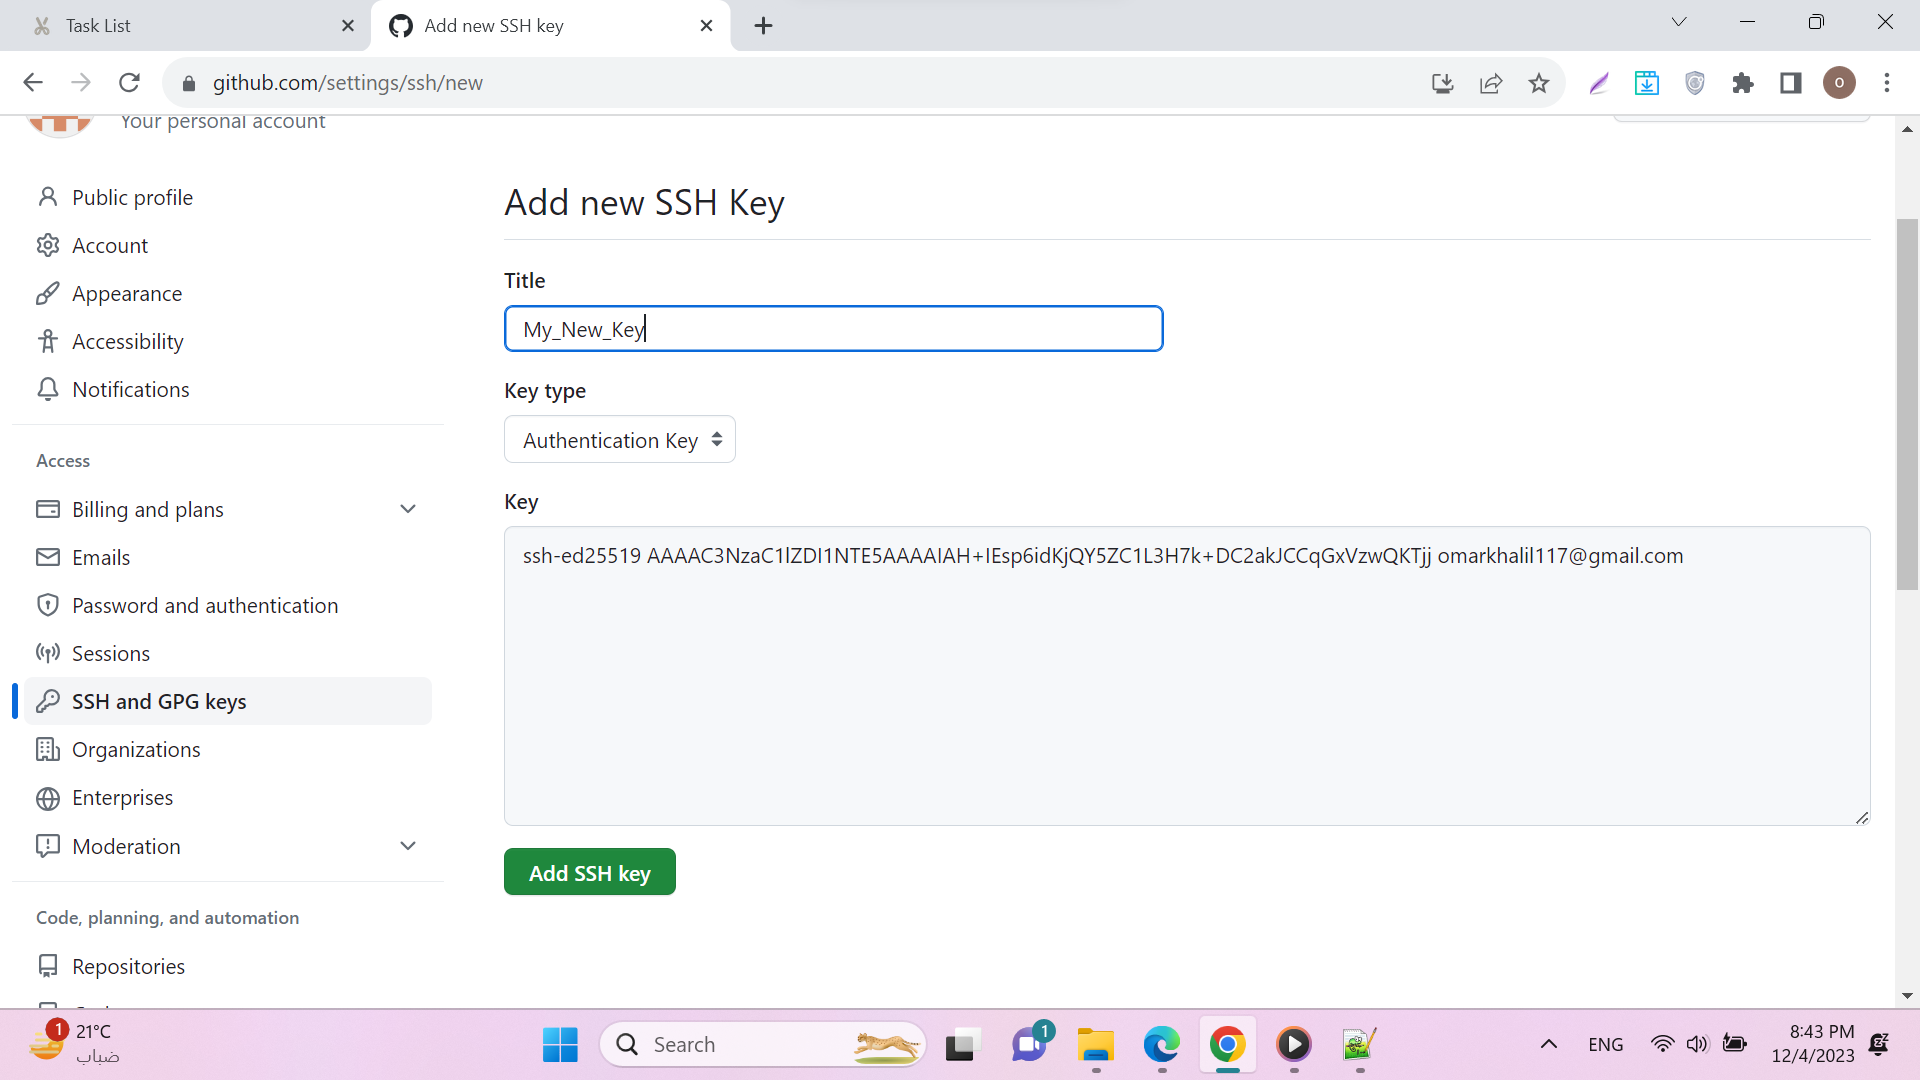 Task List
Add new SSH key
github.com/settings/ssh/new
O
Your personal account
Public profile
Account
Appearance
Accessibility
Notifications
Access
Billing and plans
Emails
Password and authentication
Sessions
SSH and GPG keys
Organizations
Enterprises
Moderation
Code, planning, and automation
Repositories
Add new SSH Key
Title
My_New_Key
Key type
Authentication Key
Key
ssh-ed25519 AAAAC3NzaC1lZDI1NTE5AAAAIAH+IEsp6idKjQY5ZC1L3H7k+DC2akJCCqGxVzwQKTjj omarkhalil117@gmail.com
Add SSH key
1
21°C
ضباب
Search
1
ENG
8:43 PM
12/4/2023